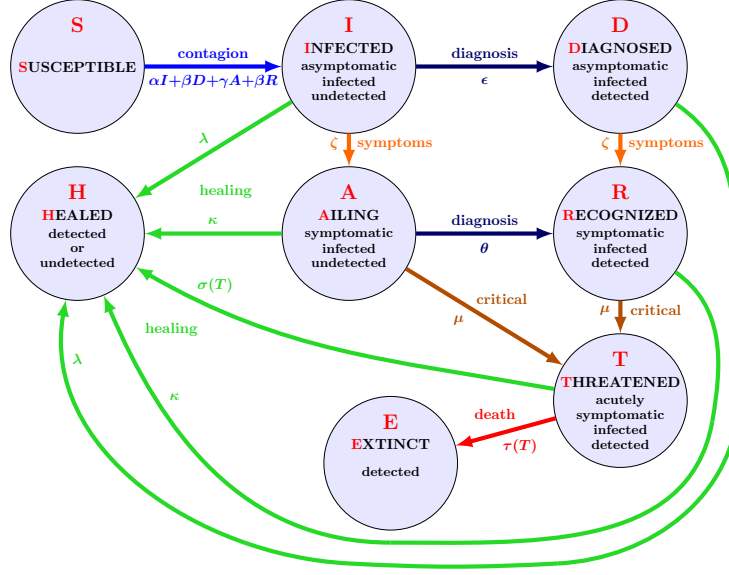 S
SUSCEPTIBLE
contagion
αI+βD+γA+βR
I
INFECTED
asymptomatic
infected
undetected
diagnosis
ϵ
D
DIAGNOSED
asymptomatic
infected
detected
λ
ζ symptoms
ζ symptoms
H
HEALED
detected
or
undetected
healing
κ
A
AILING
symptomatic
infected
undetected
diagnosis
θ
R
RECOGNIZED
symptomatic
infected
detected
σ(T)
healing
critical
μ
μ critical
λ
κ
T
THREATENED
acutely
symptomatic
infected
detected
death
τ(T)
E
EXTINCT
detected